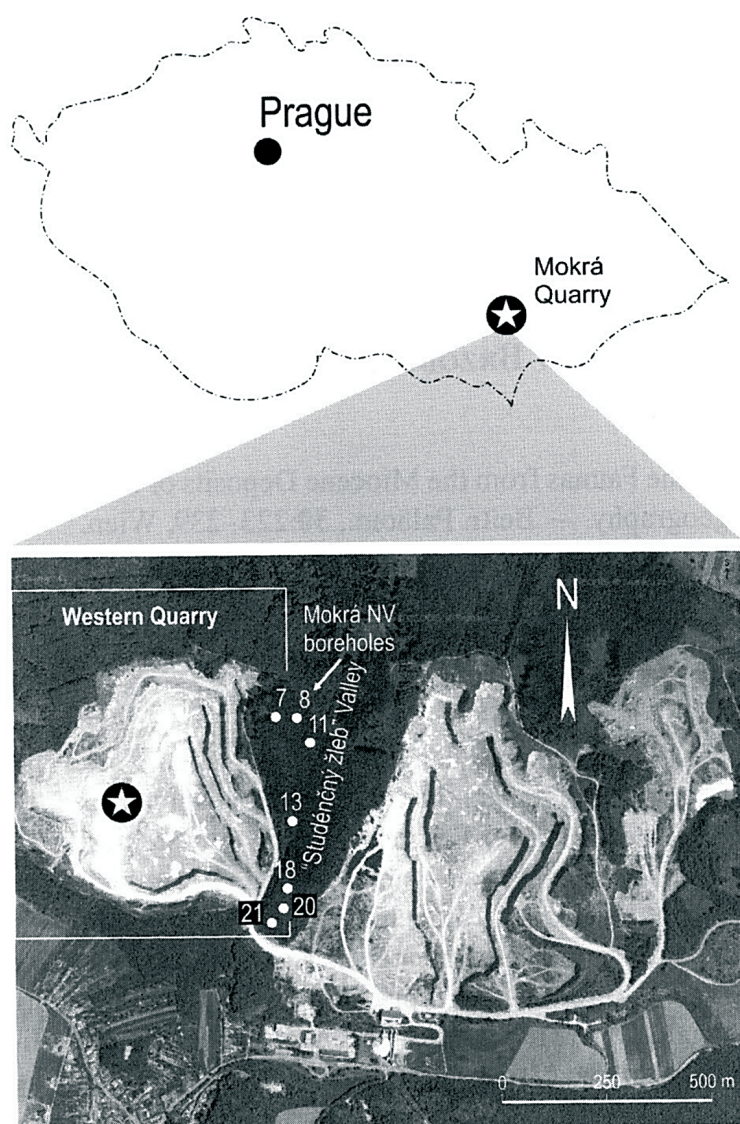 Prague
Mokrá
Quarry
Western Quarry
Mokrá NV
boreholes
N
7
8
11
"Studénčný žleb" Valley
13
18
20
21
0
250
500 m